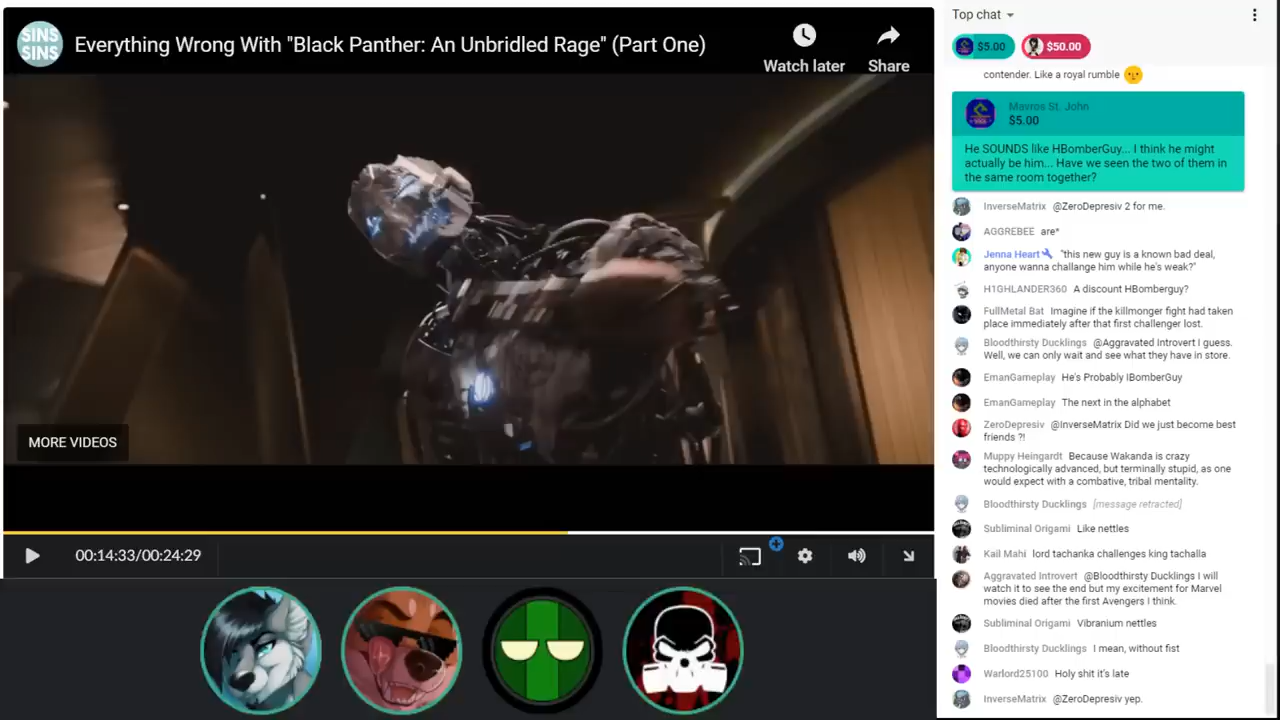 SINS
SINS
Everything Wrong With "Black Panther: An Unbridled Rage" (Part One)
Watch later
Share
MORE VIDEOS
00:14:33/00:24:29
Top chat
$5.00
$50.00
contender. Like a royal rumble
Mavros St. John
$5.00
He SOUNDS like HBomberGuy... I think he might
actually be him... Have we seen the two of them in
the same room together?
InverseMatrix @ZeroDepresiv 2 for me.
AGGREBEE are*
Jenna Heart "this new guy is a known bad deal,
anyone wanna challange him while he's weak?"
H1GHLANDER360 A discount HBomberguy?
FullMetal Bat Imagine if the killmonger fight had taken
place immediately after that first challenger lost.
Bloodthirsty Ducklings @Aggravated Introvert I guess.
Well, we can only wait and see what they have in store.
EmanGameplay He's Probably IBomberGuy
EmanGameplay The next in the alphabet
ZeroDepresiv @InverseMatrix Did we just become best
friends ?!
Muppy Heingardt Because Wakanda is crazy
technologically advanced, but terminally stupid, as one
would expect with a combative, tribal mentality.
Bloodthirsty Ducklings [message retracted]
Subliminal Origami Like nettles
Kail Mahi lord tachanka challenges king tachalla
Aggravated Introvert @Bloodthirsty Ducklings I will
watch it to see the end but my excitement for Marvel
movies died after the first Avengers I think.
Subliminal Origami Vibranium nettles
Bloodthirsty Ducklings I mean, without fist
Warlord25100 Holy shit it's late
InverseMatrix @ZeroDepresiv yep.